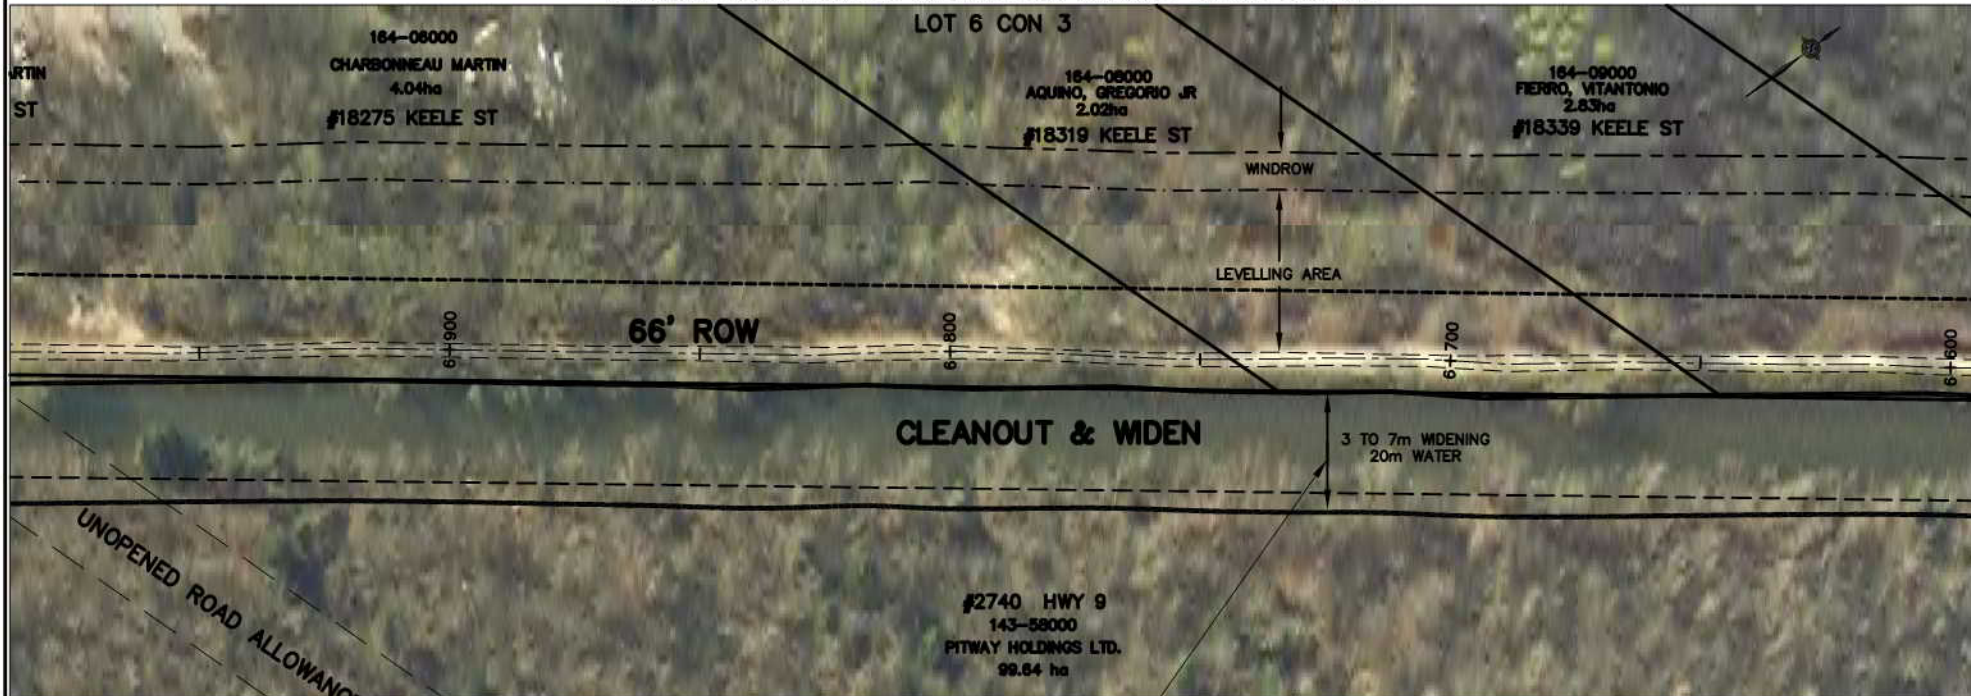 LOT 6 CON 3
ARTIN
ST
164-06000
CHARBONNEAU MARTIN
4.04ha
#18275 KEELE ST
164-08000
AQUINO, GREGORIO JR
2.02ha
#18319 KEELE ST
164-09000
FIERRO, VITANTONIO
2.83ha
#18339 KEELE ST
WINDROW
LEVELLING AREA
66' ROW
6+900
6+800
6+700
6+600
CLEANOUT & WIDEN
3 TO 7m WIDENING
20m WATER
UNOPENED ROAD ALLOWANC
#2740 HWY 9
143-58000
PITWAY HOLDINGS LTD.
99.64 ha